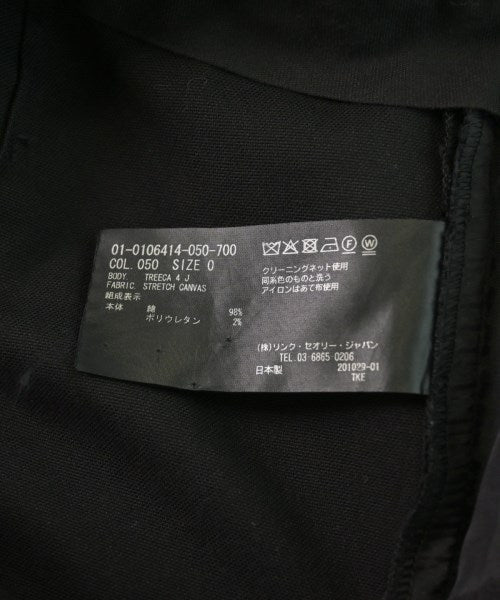 01-0106414-050-700
COL. 050 SIZE 0
BODY TREECA 4 J
FABRIC. STRETCH CANVAS
組成表示
本体 綿 98%
ポリウレタン 2%
クリーニングネット使用
同系色のものと洗う
アイロンはあて布使用
(株)リンク・セオリー・ジャパン
TEL.03 6865 0206
日本製 201029-01
TKE